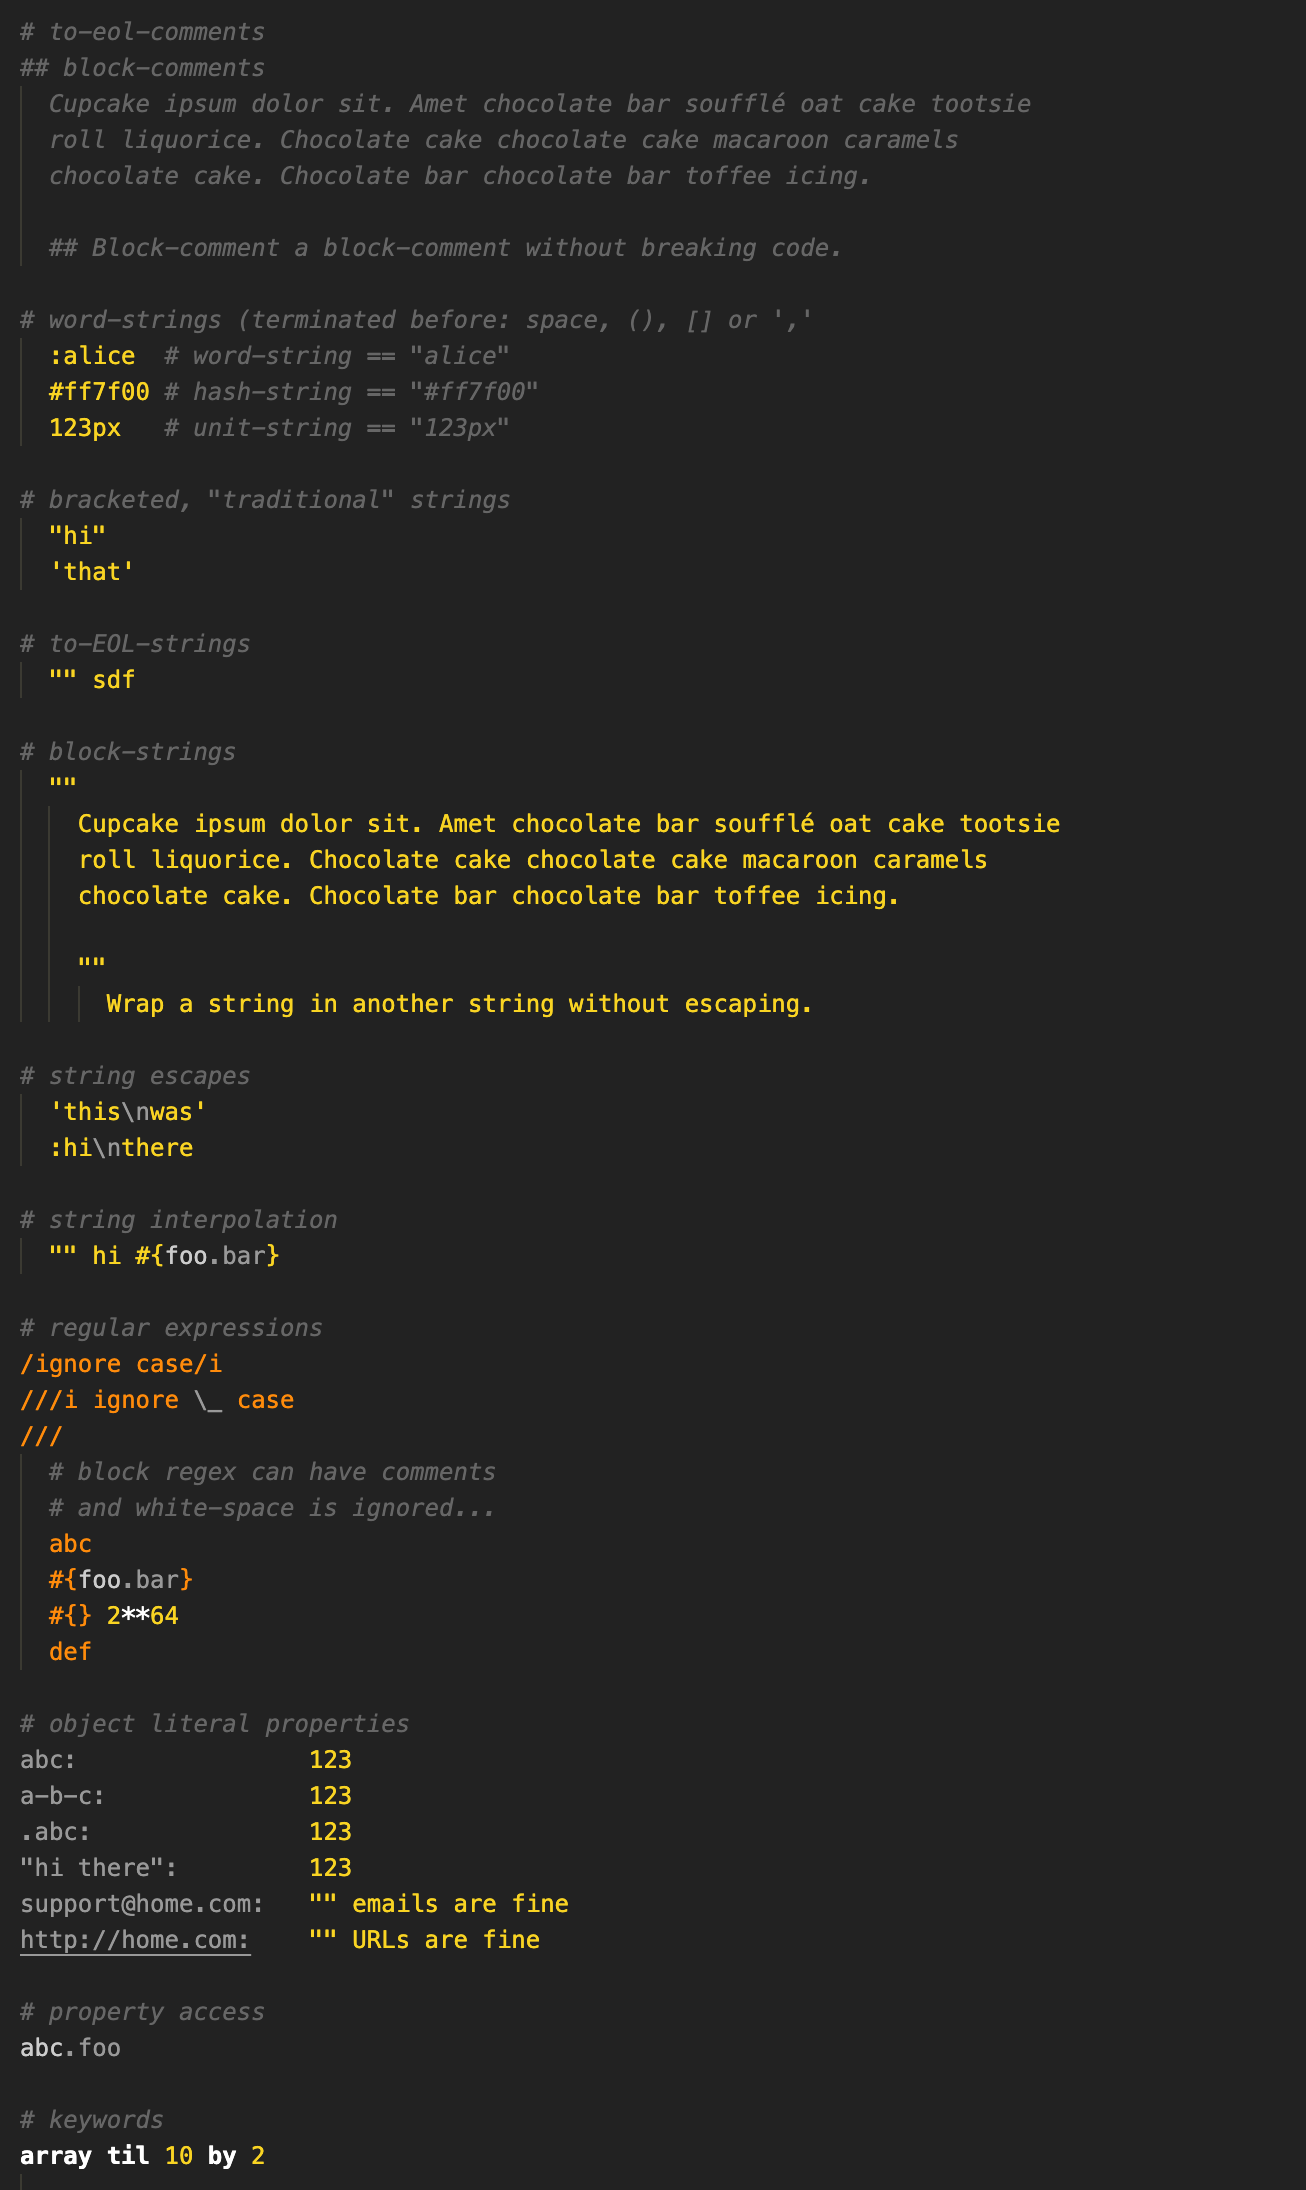 # to-eol-comments
## block-comments
Cupcake ipsum dolor sit. Amet chocolate bar soufflé oat cake tootsie
roll liquorice. Chocolate cake chocolate cake macaroon caramels
chocolate cake. Chocolate bar chocolate bar toffee icing.
## Block-comment a block-comment without breaking code.
# word-strings (terminated before: space, (), [] or ','
:alice  # word-string == "alice"
#ff7f00 # hash-string == "#ff7f00"
123px   # unit-string == "123px"
# bracketed, "traditional" strings
"hi"
'that'
# to-EOL-strings
"" sdf
# block-strings
""
Cupcake ipsum dolor sit. Amet chocolate bar soufflé oat cake tootsie
roll liquorice. Chocolate cake chocolate cake macaroon caramels
chocolate cake. Chocolate bar chocolate bar toffee icing.
""
Wrap a string in another string without escaping.
# string escapes
'this\nwas'
:hi\nthere
# string interpolation
"" hi #{foo.bar}
# regular expressions
/ignore case/i
///i ignore \_ case
///
# block regex can have comments
# and white-space is ignored...
abc
#{foo.bar}
#{} 2**64
def
# object literal properties
abc:                123
a-b-c:              123
.abc:               123
"hi there":         123
support@home.com:   "" emails are fine
http://home.com:    "" URLs are fine
# property access
abc.foo
# keywords
array til 10 by 2